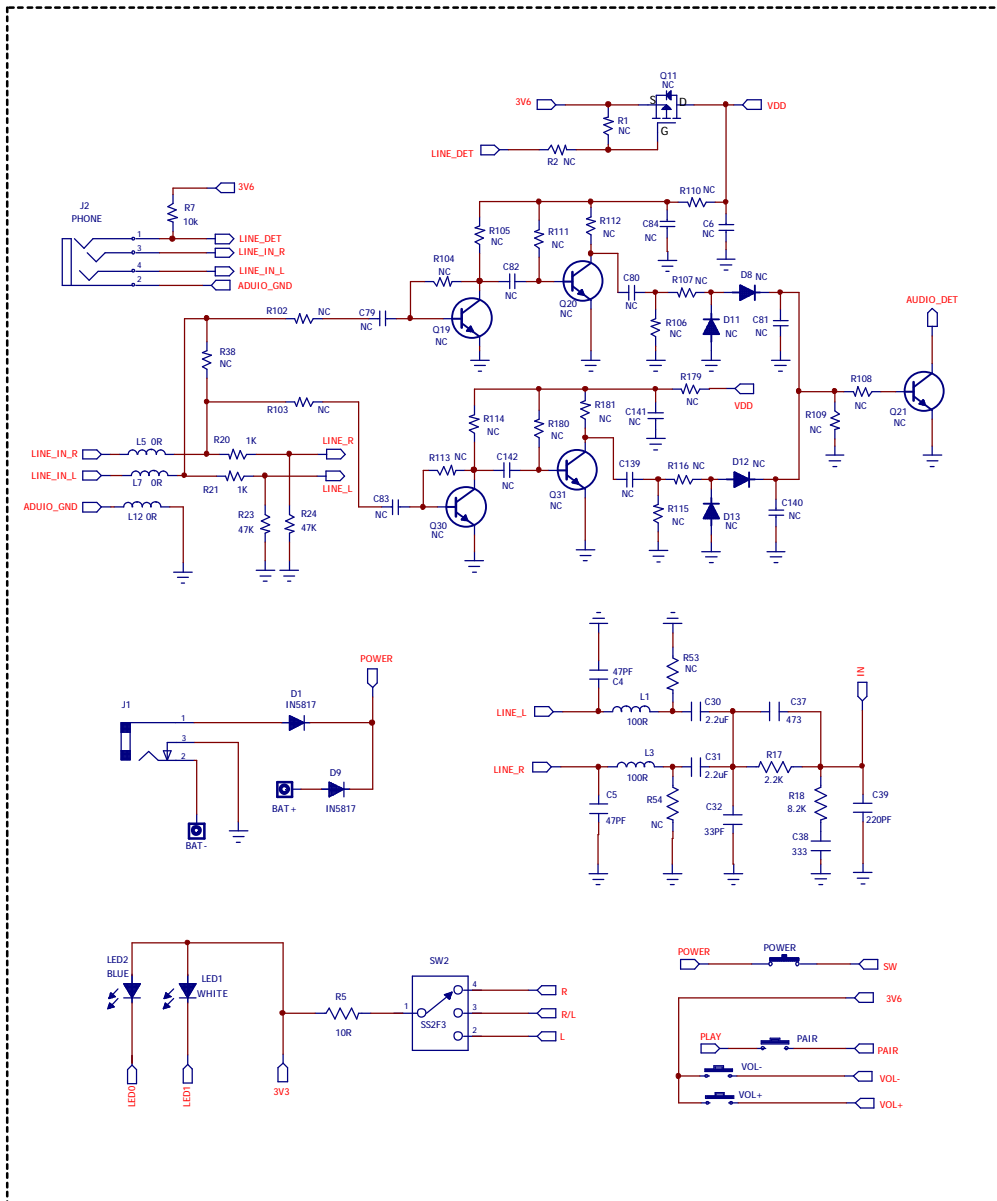 Q11
NC
3V6
S
D
VDD
R1
NC
G
LINE_DET
R2 NC
3V6
J2
PHONE
R7
10k
1
LINE_DET
3
LINE_IN_R
4
LINE_IN_L
2
ADUIO_GND
R110 NC
R105
NC
R111
NC
R112
NC
C84
NC
C6
NC
R104
NC
C82
NC
Q20
NC
C80
NC
R107 NC
D8 NC
AUDIO_DET
R102
NC
C79
NC
Q19
NC
R106
NC
D11
NC
C81
NC
R38
NC
R103
NC
R179
NC
VDD
R108
NC
R109
NC
Q21
NC
R114
NC
R180
NC
R181
NC
C141
NC
LINE_IN_R
L5 0R
R20
1K
LINE_R
LINE_IN_L
L7 0R
R21
1K
LINE_L
ADUIO_GND
L12 0R
R23
47K
R24
47K
R113 NC
C142
NC
Q31
NC
C139
NC
R116 NC
D12 NC
C83
NC
Q30
NC
R115
NC
D13
NC
C140
NC
POWER
J1
1
3
2
D1
IN5817
D9
IN5817
BAT+
BAT-
47PF
C4
R53
NC
IN
LINE_L
L1
100R
C30
2.2uF
C37
473
LINE_R
L3
100R
C31
2.2uF
R17
2.2K
C5
47PF
R54
NC
C32
33PF
R18
8.2K
C38
333
C39
220PF
LED2
BLUE
LED1
WHITE
LED0
LED1
3V3
R5
10R
SW2
1
SS2F3
4
R
3
R/L
2
L
POWER
POWER
SW
3V6
PLAY
PAIR
PAIR
VOL-
VOL-
VOL+
VOL+